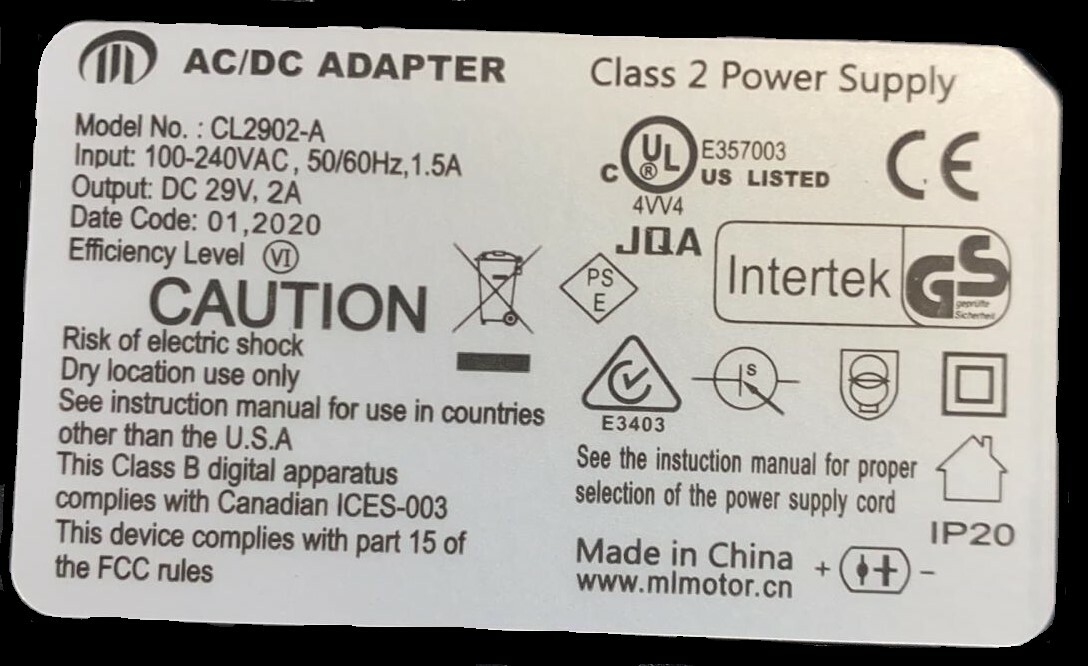 AC/DC ADAPTER
Class 2 Power Supply
Model No. : CL2902-A
Input: 100-240VAC, 50/60Hz,1.5A
Output: DC 29V, 2A
Date Code: 01,2020
Efficiency Level VI
CAUTION
Risk of electric shock
Dry location use only
See instruction manual for use in countries
other than the U.S.A
This Class B digital apparatus
complies with Canadian ICES-003
This device complies with part 15 of
the FCC rules
C UL ® E357003
US LISTED
4VV4
CE
JQA
PS
E
Intertek
GS
geprüfte
Sicherheit
E3403
S
See the instuction manual for proper
selection of the power supply cord
IP20
Made in China
www.mlmotor.cn
+ -